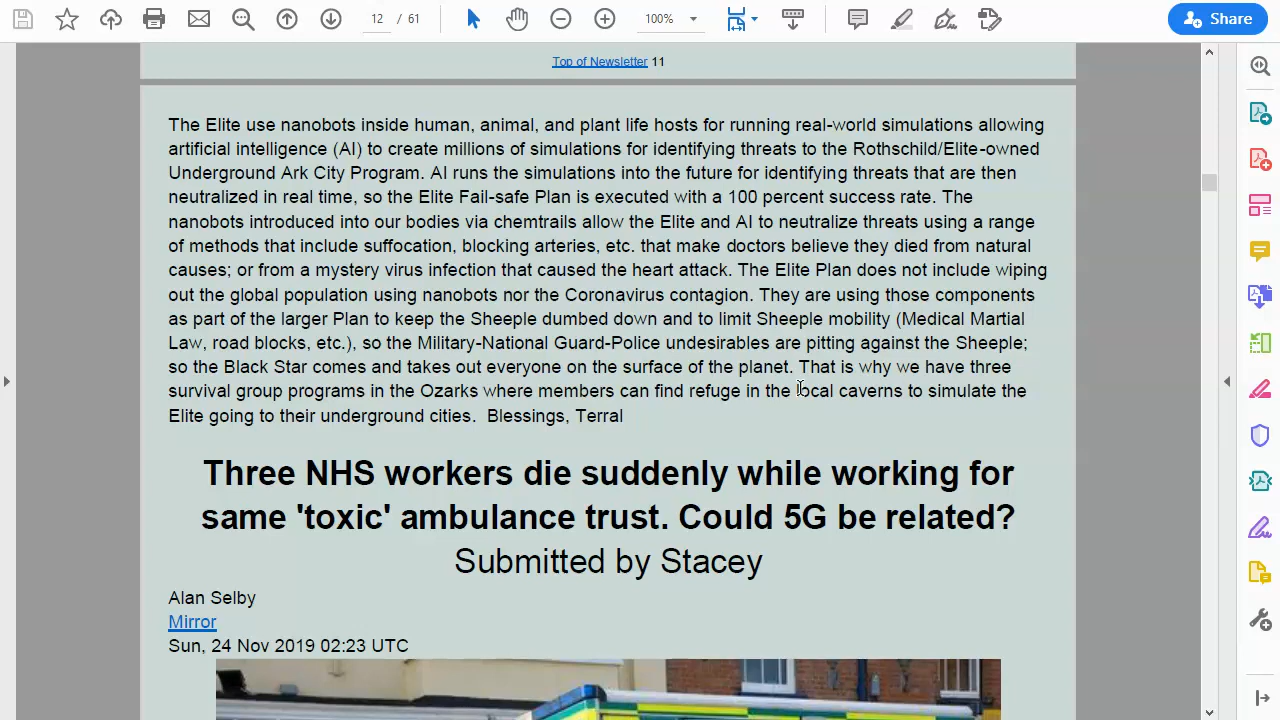 12 / 61
100%
Share
Top of Newsletter 11
The Elite use nanobots inside human, animal, and plant life hosts for running real-world simulations allowing
artificial intelligence (AI) to create millions of simulations for identifying threats to the Rothschild/Elite-owned
Underground Ark City Program. AI runs the simulations into the future for identifying threats that are then
neutralized in real time, so the Elite Fail-safe Plan is executed with a 100 percent success rate. The
nanobots introduced into our bodies via chemtrails allow the Elite and AI to neutralize threats using a range
of methods that include suffocation, blocking arteries, etc. that make doctors believe they died from natural
causes; or from a mystery virus infection that caused the heart attack. The Elite Plan does not include wiping
out the global population using nanobots nor the Coronavirus contagion. They are using those components
as part of the larger Plan to keep the Sheeple dumbed down and to limit Sheeple mobility (Medical Martial
Law, road blocks, etc.), so the Military-National Guard-Police undesirables are pitting against the Sheeple;
so the Black Star comes and takes out everyone on the surface of the planet. That is why we have three
survival group programs in the Ozarks where members can find refuge in the local caverns to simulate the
Elite going to their underground cities.  Blessings, Terral
Three NHS workers die suddenly while working for
same 'toxic' ambulance trust. Could 5G be related?
Submitted by Stacey
Alan Selby
Mirror
Sun, 24 Nov 2019 02:23 UTC